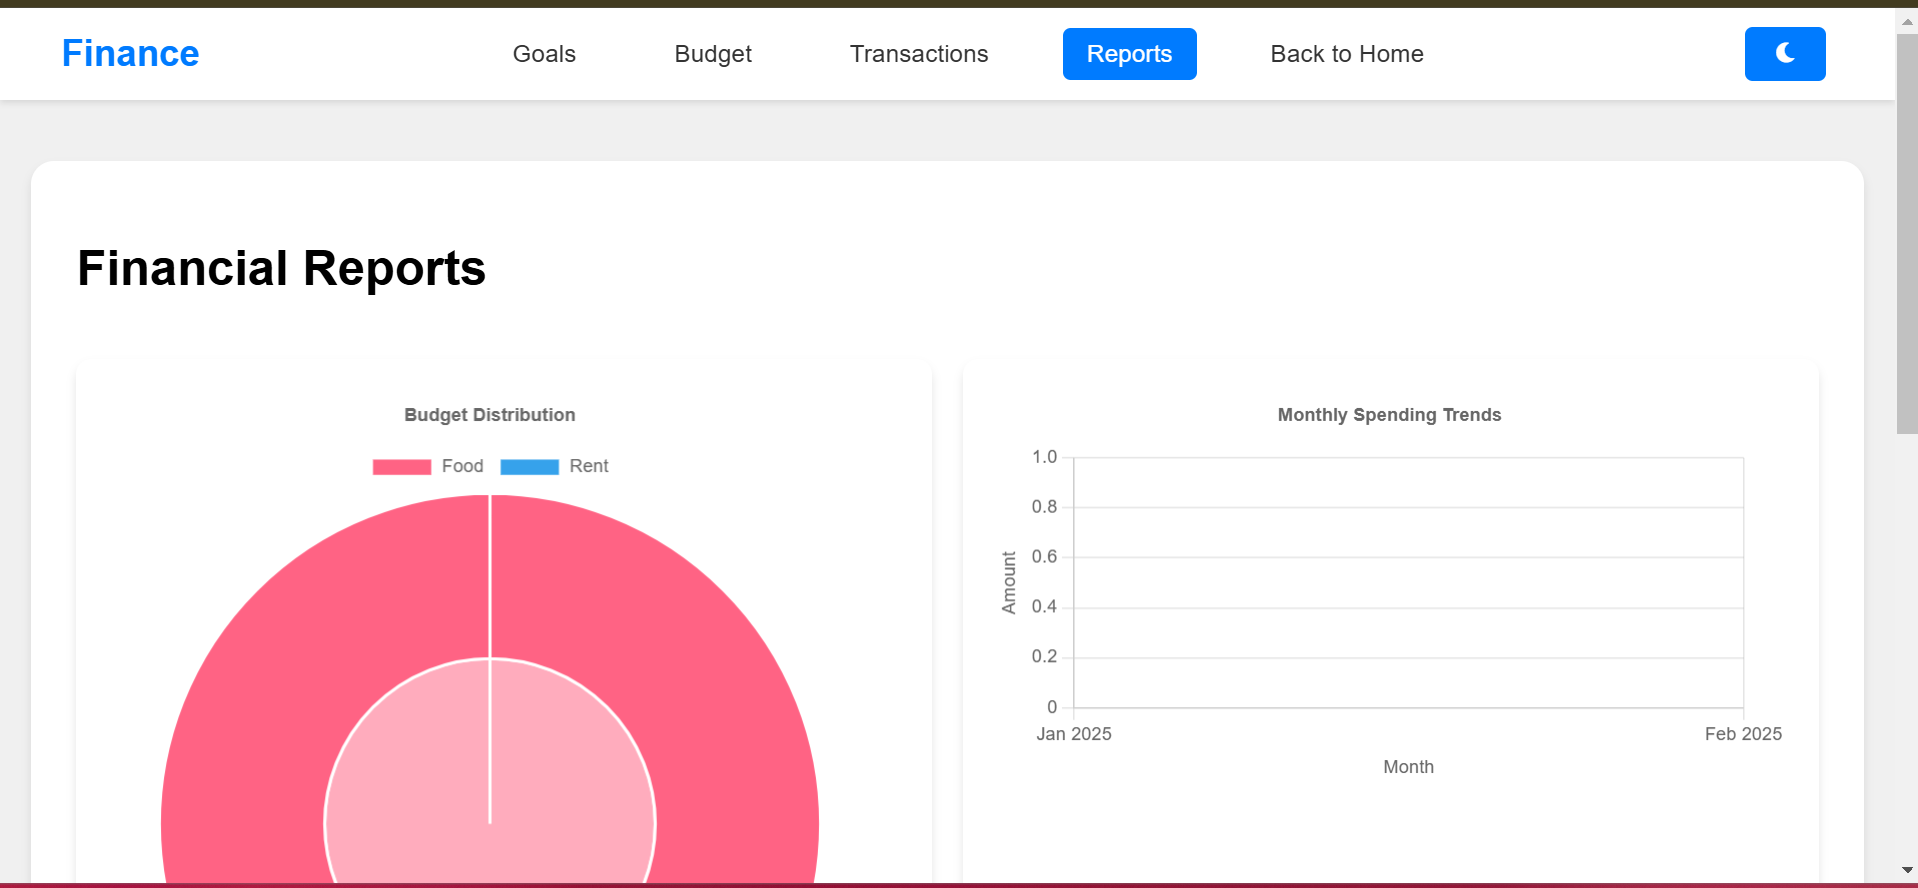 Finance Goals Budget Transactions Reports Back to Home
Financial Reports
Budget Distribution
Food Rent
Monthly Spending Trends
1.0
0.8
0.6
0.4
0.2
0
Amount
Jan 2025 Feb 2025
Month